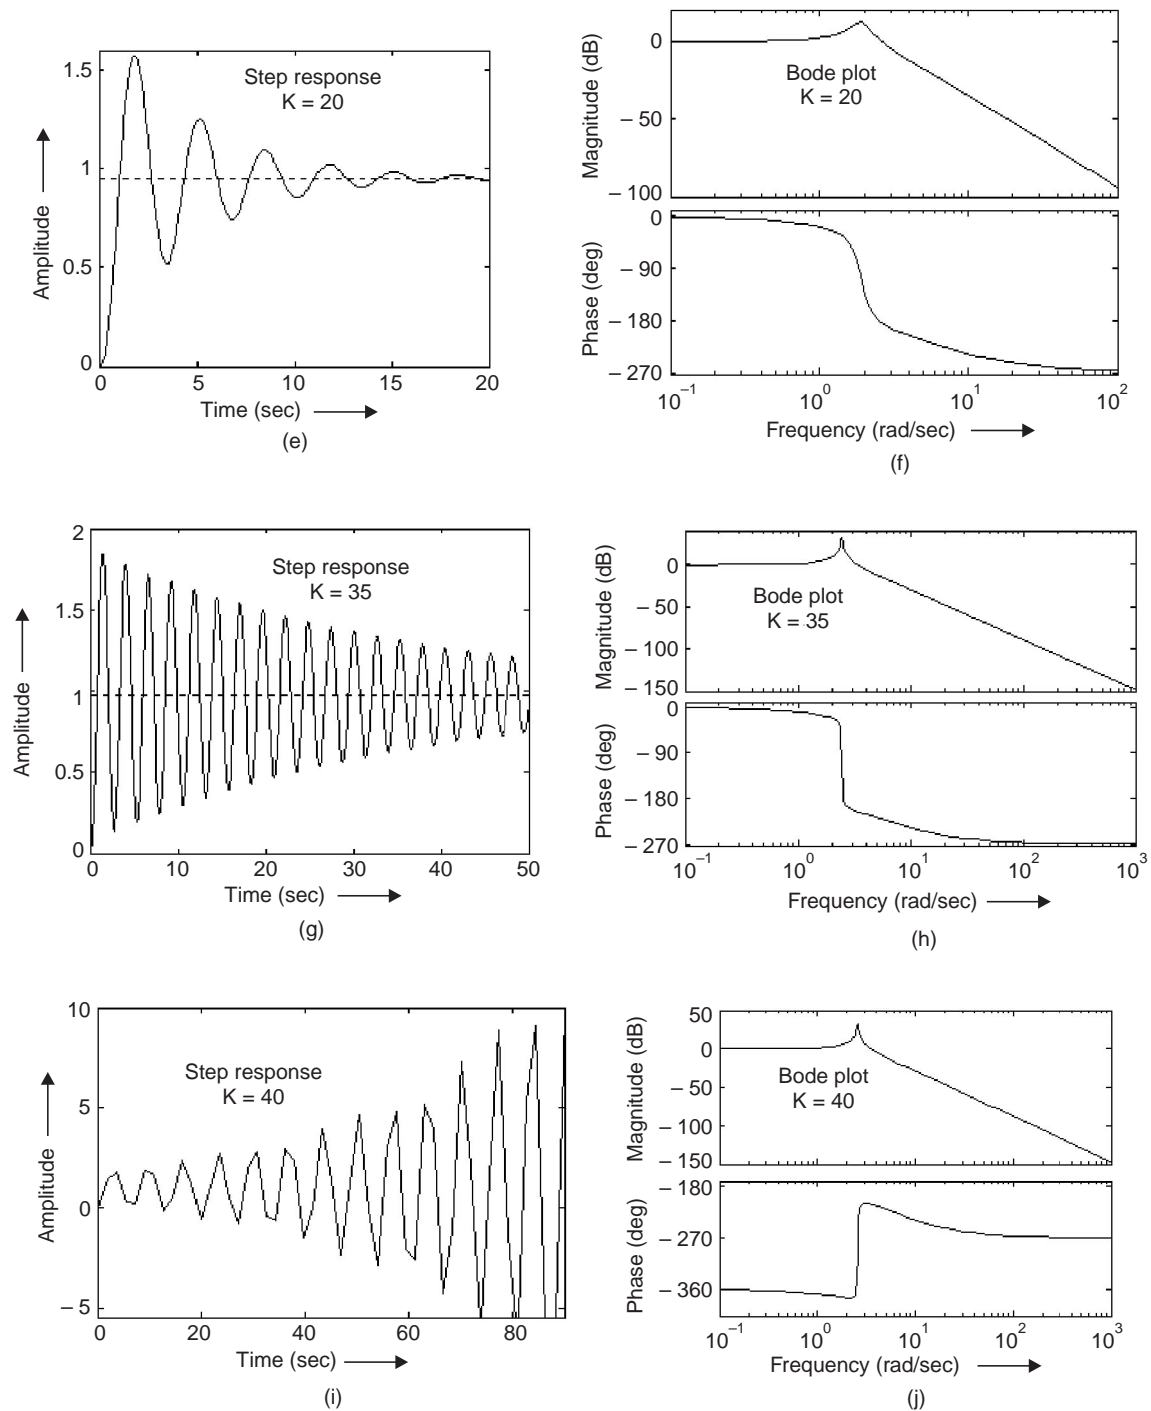 Step response
K = 20
1.5
1
0.5
0
Amplitude
0 5 10 15 20
Time (sec)
(e)
Bode plot
K = 20
0
– 50
– 100
Magnitude (dB)
0
– 90
– 180
– 270
Phase (deg)
10⁻¹ 10⁰ 10¹ 10²
Frequency (rad/sec)
(f)
Step response
K = 35
2
1.5
1
0.5
0
Amplitude
0 10 20 30 40 50
Time (sec)
(g)
Bode plot
K = 35
0
– 50
– 100
– 150
Magnitude (dB)
0
– 90
– 180
– 270
Phase (deg)
10⁻¹ 10⁰ 10¹ 10² 10³
Frequency (rad/sec)
(h)
Step response
K = 40
10
5
0
– 5
Amplitude
0 20 40 60 80
Time (sec)
(i)
Bode plot
K = 40
50
0
– 50
– 100
– 150
Magnitude (dB)
– 180
– 270
– 360
Phase (deg)
10⁻¹ 10⁰ 10¹ 10² 10³
Frequency (rad/sec)
(j)